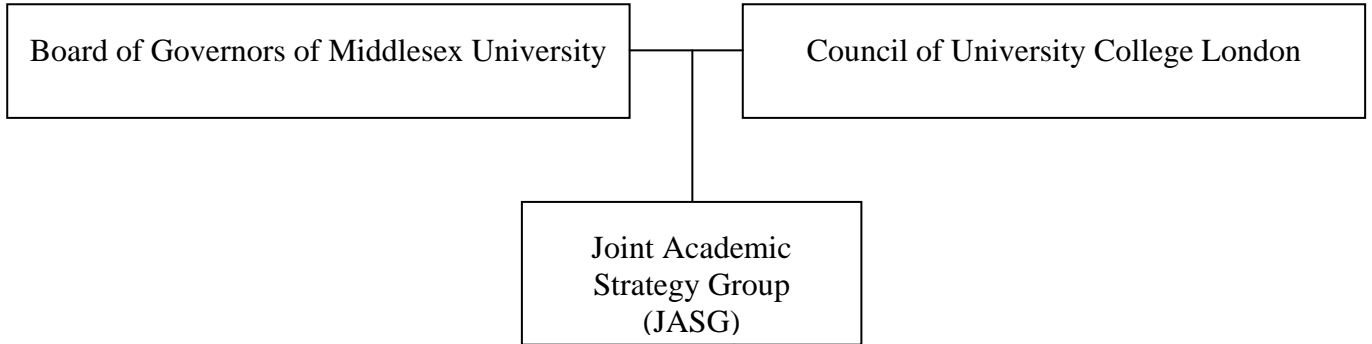 Board of Governors of Middlesex University
Council of University College London
Joint Academic
Strategy Group
(JASG)